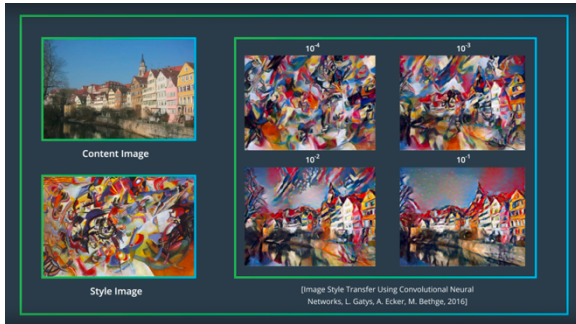 Content Image
Style Image
10⁻⁴
10⁻³
10⁻²
10⁻¹
[Image Style Transfer Using Convolutional Neural
Networks, L. Gatys, A. Ecker, M. Bethge, 2016]